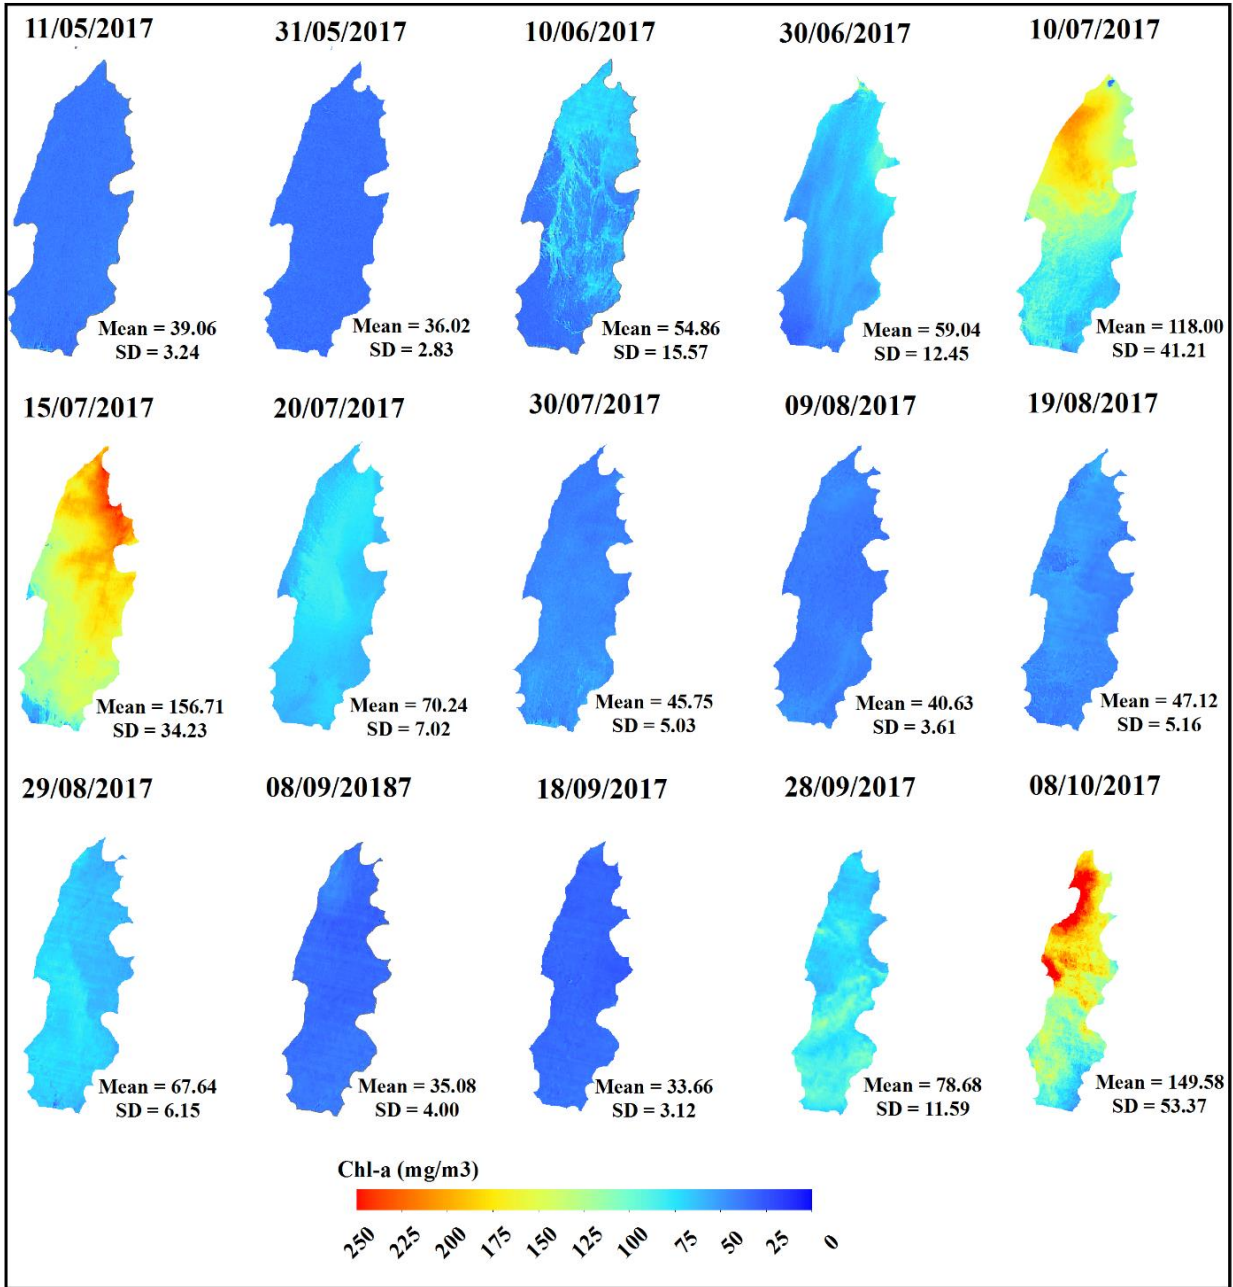 11/05/2017
31/05/2017
10/06/2017
30/06/2017
10/07/2017
Mean = 39.06
SD = 3.24
Mean = 36.02
SD = 2.83
Mean = 54.86
SD = 15.57
Mean = 59.04
SD = 12.45
Mean = 118.00
SD = 41.21
15/07/2017
20/07/2017
30/07/2017
09/08/2017
19/08/2017
Mean = 156.71
SD = 34.23
Mean = 70.24
SD = 7.02
Mean = 45.75
SD = 5.03
Mean = 40.63
SD = 3.61
Mean = 47.12
SD = 5.16
29/08/2017
08/09/20187
18/09/2017
28/09/2017
08/10/2017
Mean = 67.64
SD = 6.15
Mean = 35.08
SD = 4.00
Mean = 33.66
SD = 3.12
Mean = 78.68
SD = 11.59
Mean = 149.58
SD = 53.37
Chl-a (mg/m3)
250 225 200 175 150 125 100 75 50 25 0